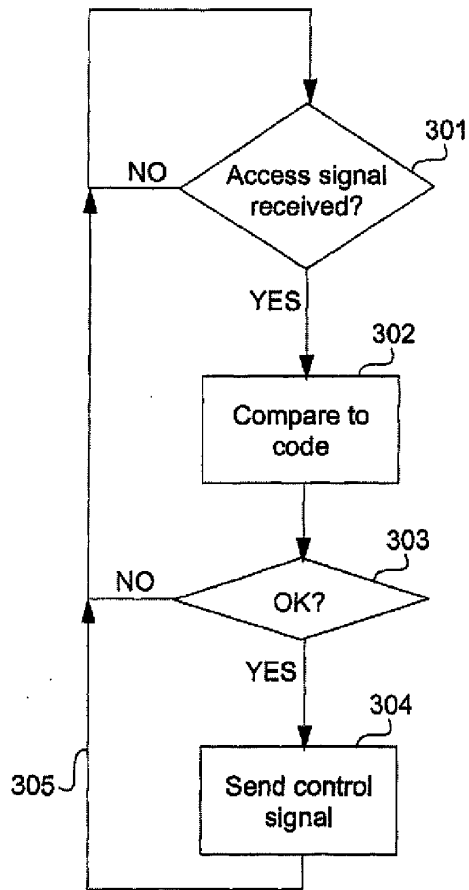 301
Access signal
received?
NO
YES
302
Compare to
code
303
OK?
NO
YES
304
Send control
signal
305